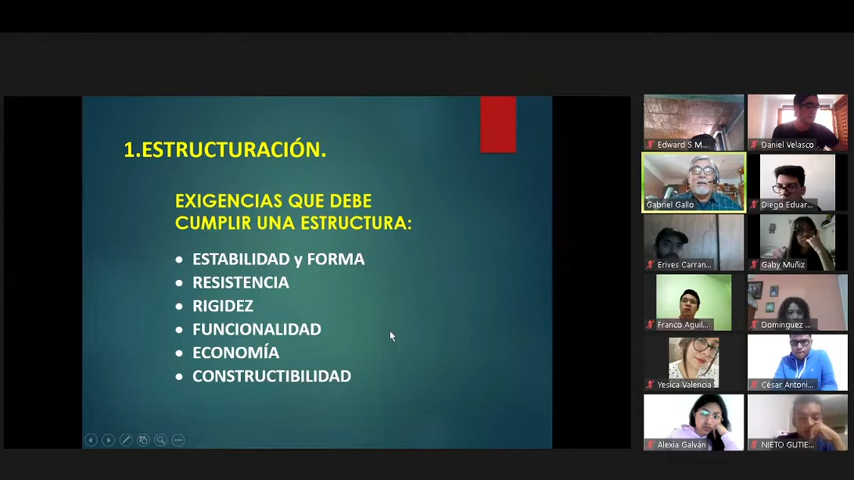 1.ESTRUCTURACIÓN.
EXIGENCIAS QUE DEBE
CUMPLIR UNA ESTRUCTURA:
• ESTABILIDAD y FORMA
• RESISTENCIA
• RIGIDEZ
• FUNCIONALIDAD
• ECONOMÍA
• CONSTRUCTIBILIDAD
Edward S M...
Daniel Velasco
Gabriel Gallo
Diego Eduar...
Erives Carran...
Gaby Muñiz
Franco Aguil...
Domínguez ...
Yesica Valencia
César Antoni...
Alexia Galván
NIETO GUTIE...